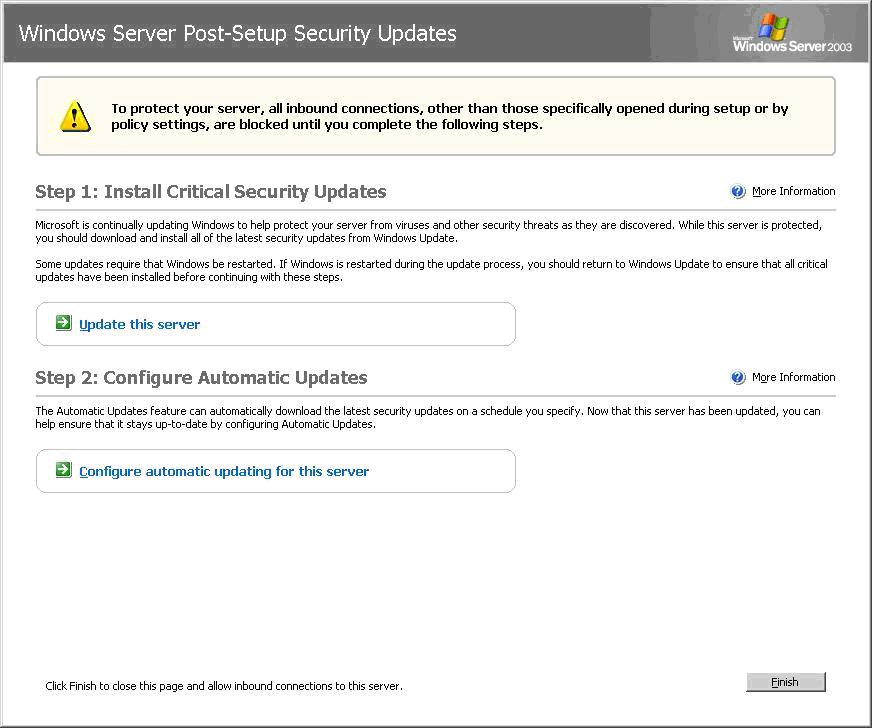 Windows Server Post-Setup Security Updates
Microsoft
Windows Server 2003
To protect your server, all inbound connections, other than those specifically opened during setup or by
policy settings, are blocked until you complete the following steps.
Step 1: Install Critical Security Updates
More Information
Microsoft is continually updating Windows to help protect your server from viruses and other security threats as they are discovered. While this server is protected,
you should download and install all of the latest security updates from Windows Update.
Some updates require that Windows be restarted. If Windows is restarted during the update process, you should return to Windows Update to ensure that all critical
updates have been installed before continuing with these steps.
Update this server
Step 2: Configure Automatic Updates
More Information
The Automatic Updates feature can automatically download the latest security updates on a schedule you specify. Now that this server has been updated, you can
help ensure that it stays up-to-date by configuring Automatic Updates.
Configure automatic updating for this server
Click Finish to close this page and allow inbound connections to this server.
Finish